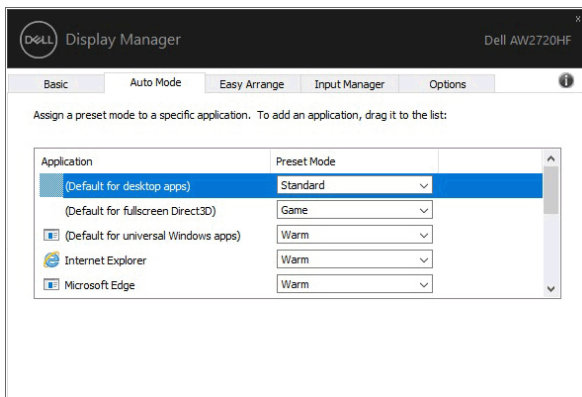 DELL Display Manager
Dell AW2720HF
x
Basic Auto Mode Easy Arrange Input Manager Options
Assign a preset mode to a specific application. To add an application, drag it to the list:
Application Preset Mode
(Default for desktop apps) Standard
(Default for fullscreen Direct3D) Game
(Default for universal Windows apps) Warm
Internet Explorer Warm
Microsoft Edge Warm